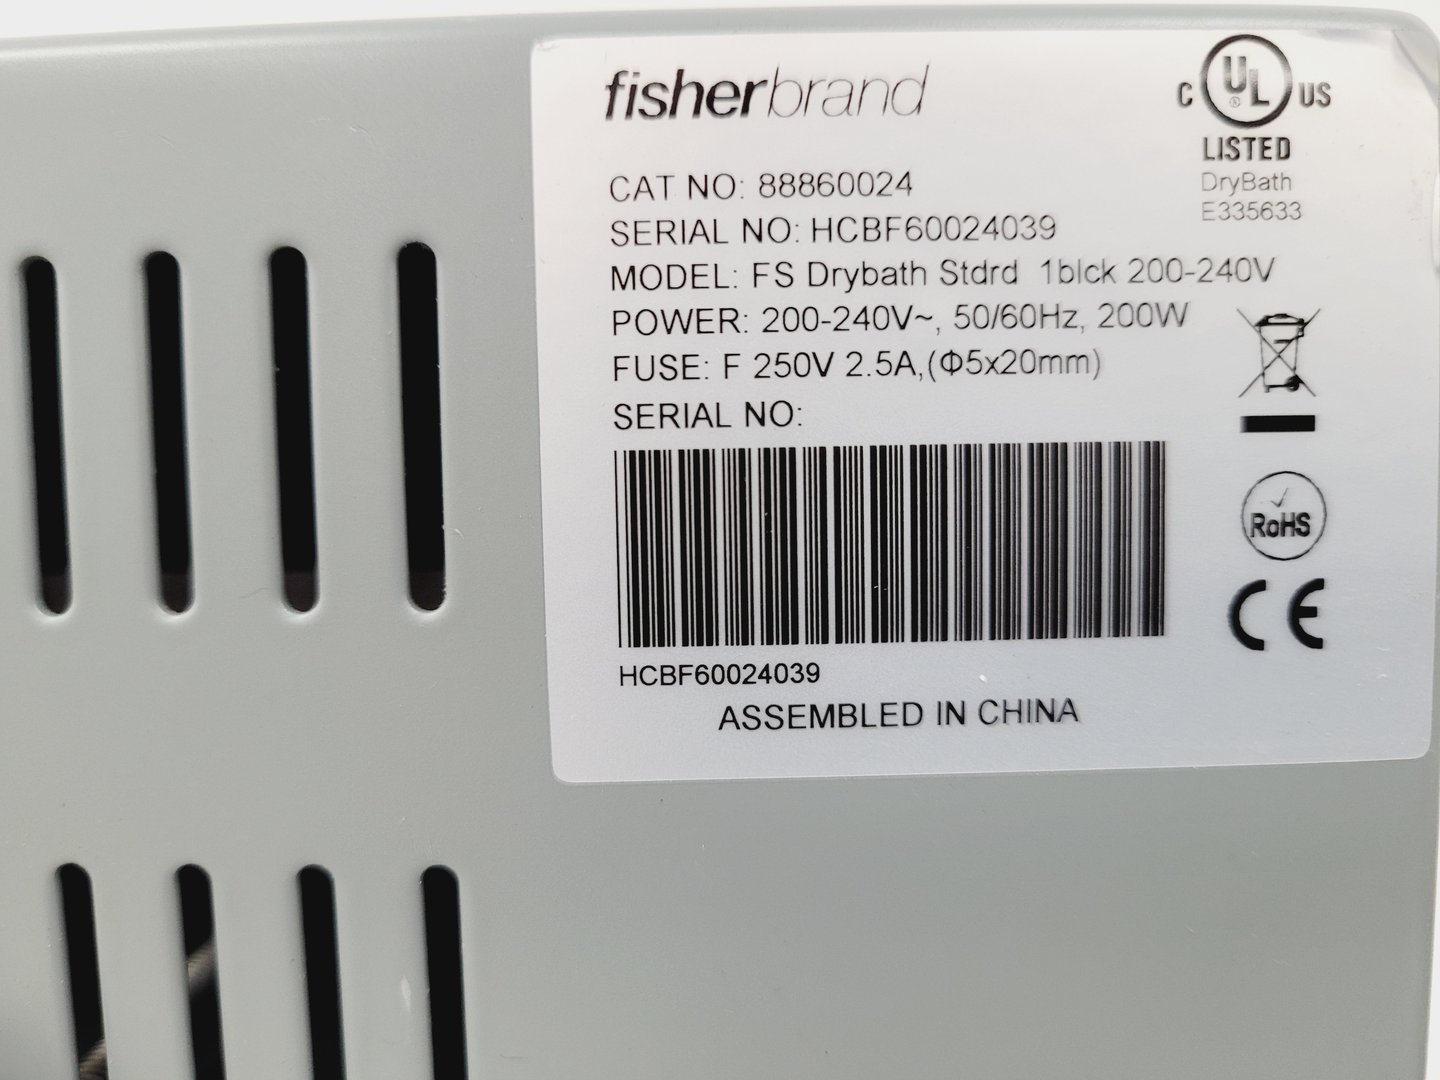 fisherbrand
C UL ® US
LISTED
DryBath
E335633
CAT NO: 88860024
SERIAL NO: HCBF60024039
MODEL: FS Drybath Stdrd 1blck 200-240V
POWER: 200-240V~, 50/60Hz, 200W
FUSE: F 250V 2.5A,(Φ5x20mm)
SERIAL NO:
RoHS
CE
HCBF60024039
ASSEMBLED IN CHINA